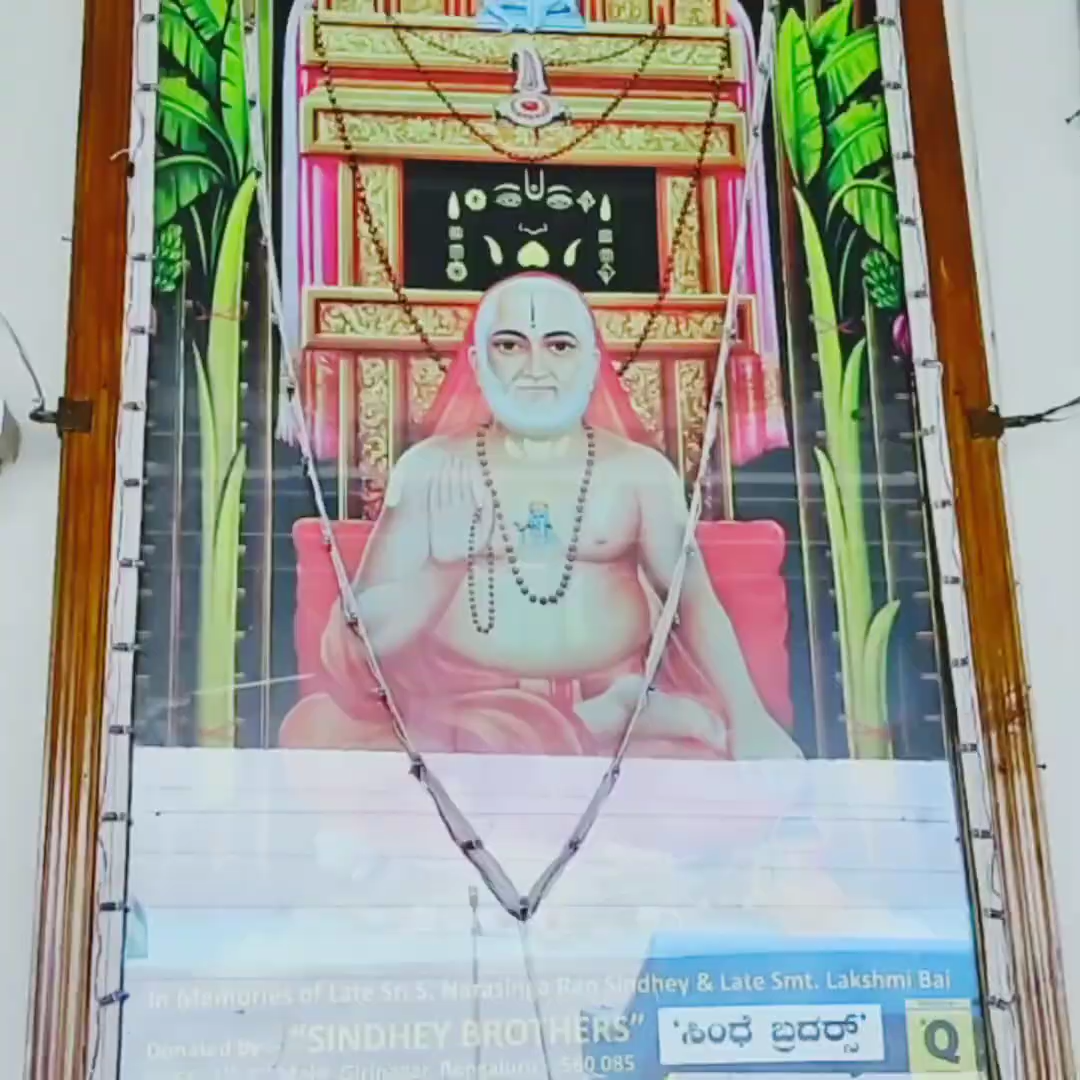 In Memories of Late Sri S. Narasinga Rao Sindhey & Late Smt. Lakshmi Bai
Donated By :- "SINDHEY BROTHERS" 'ಸಿಂಧೆ ಬ್ರದರ್ಸ್' Q
Girinagar, Bengaluru 560 085